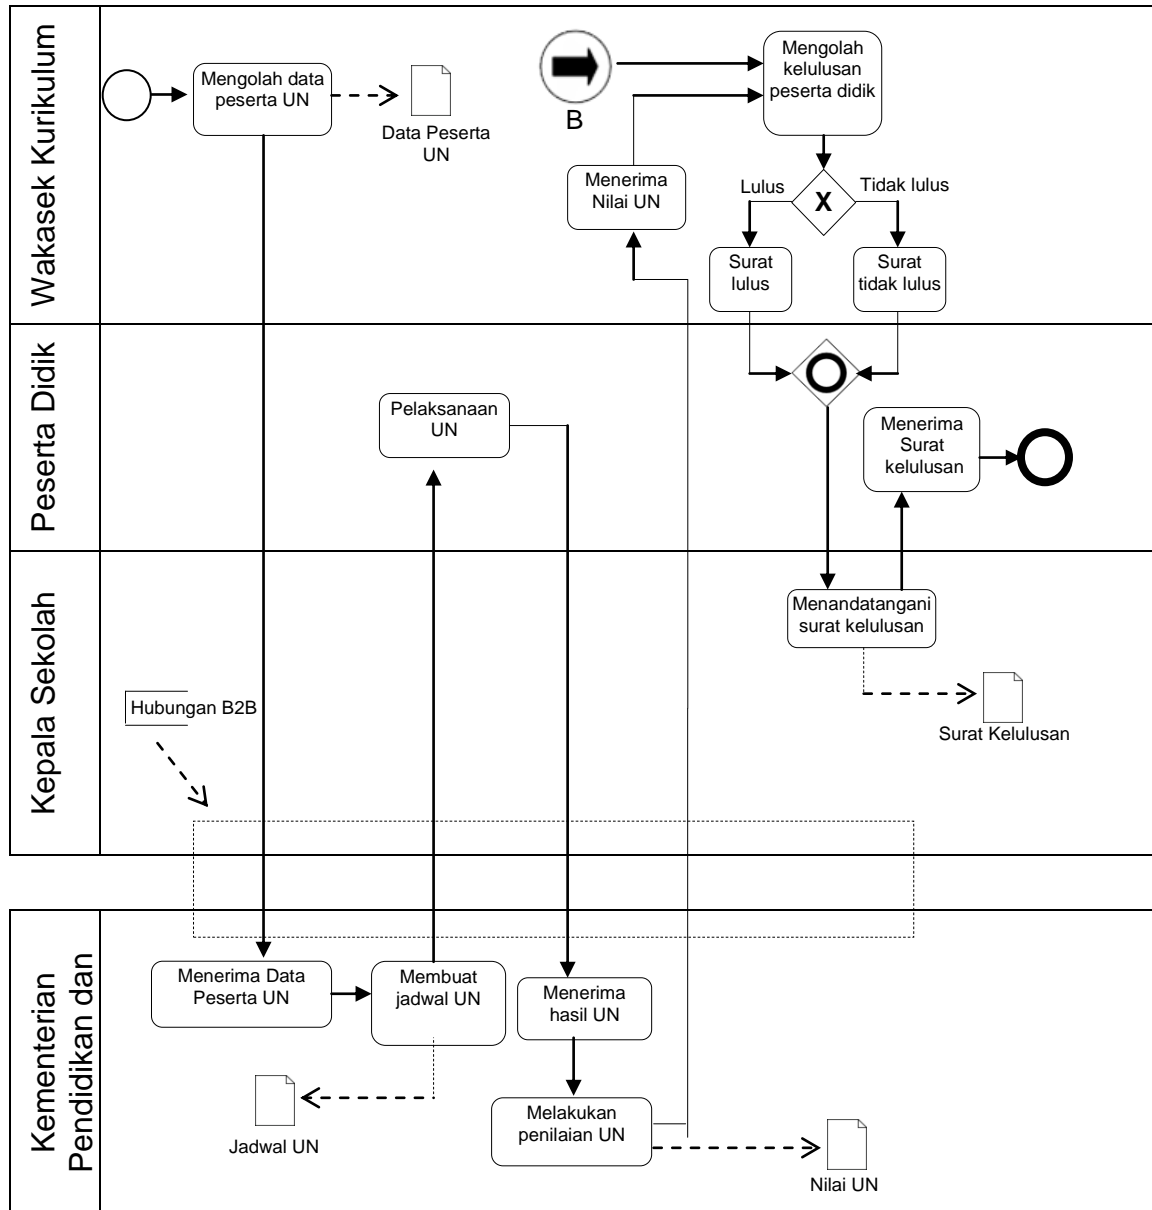 Wakasek Kurikulum
Mengolah data
peserta UN
Data Peserta
UN
B
Mengolah
kelulusan
peserta didik
Menerima
Nilai UN
Lulus
X
Tidak lulus
Surat
lulus
Surat
tidak lulus
Peserta Didik
Pelaksanaan
UN
Menerima
Surat
kelulusan
Kepala Sekolah
Menandatangani
surat kelulusan
Surat Kelulusan
Hubungan B2B
Kementerian
Pendidikan dan
Menerima Data
Peserta UN
Membuat
jadwal UN
Menerima
hasil UN
Jadwal UN
Melakukan
penilaian UN
Nilai UN